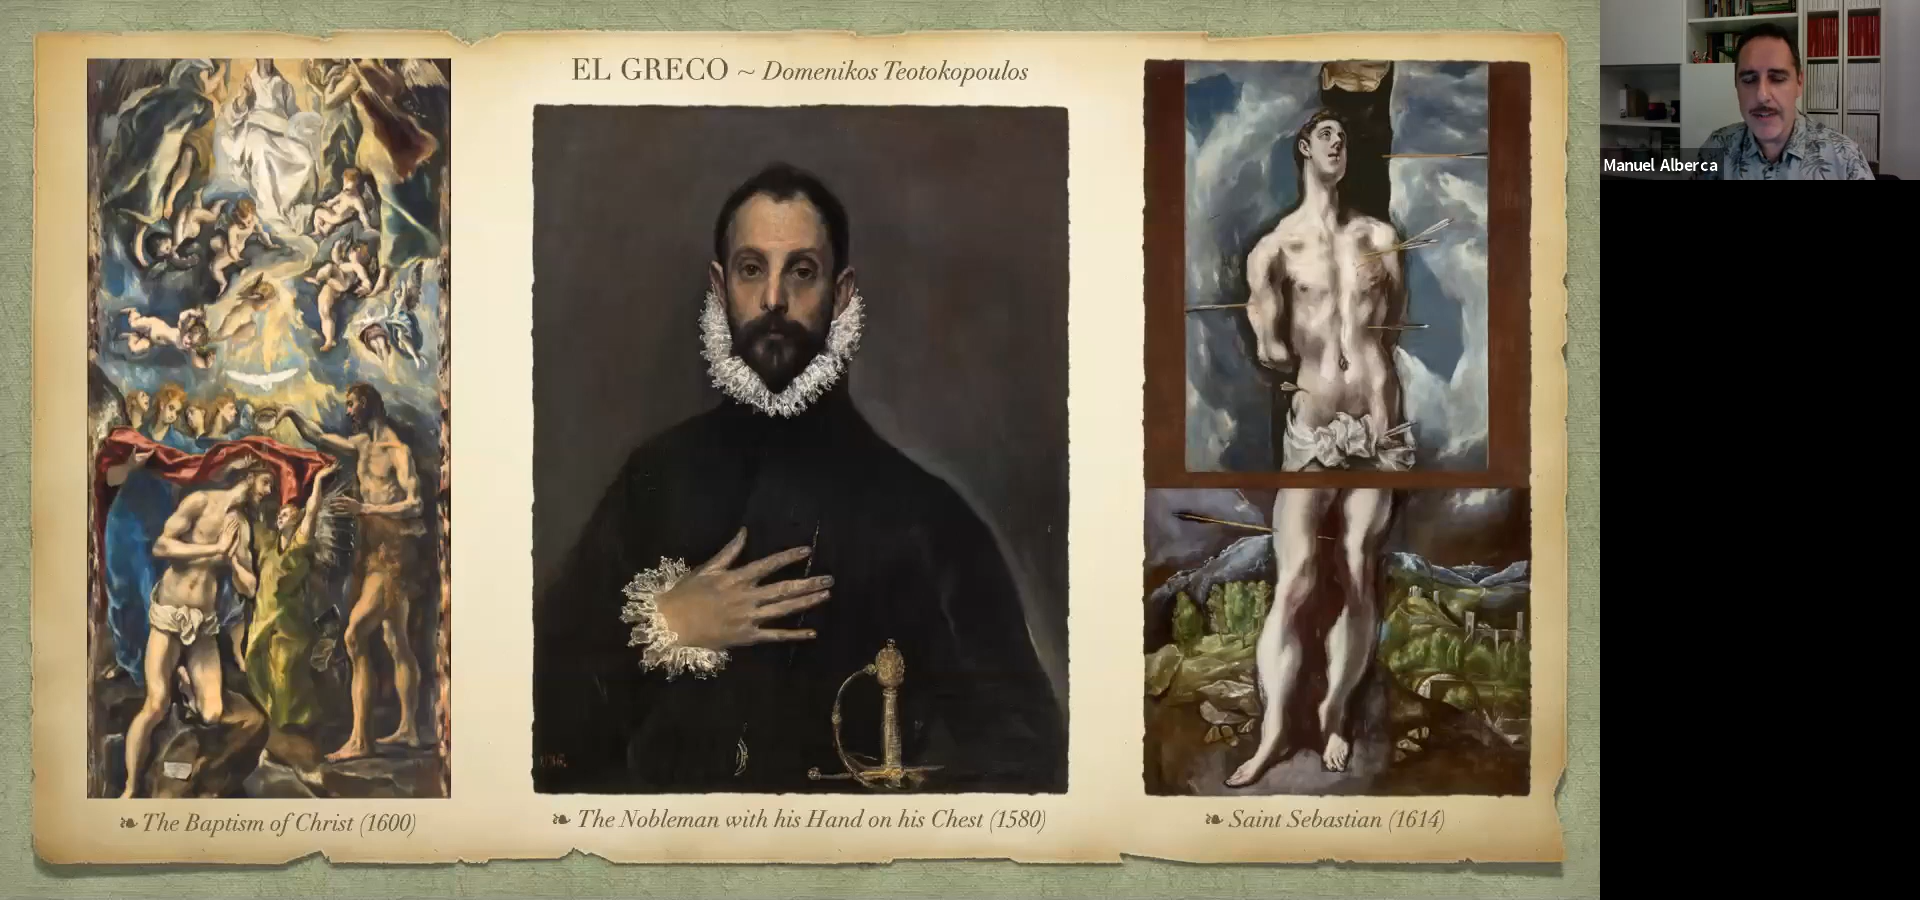 EL GRECO ~ Domenikos Teotokopoulos
Manuel Alberca
❧ The Baptism of Christ (1600)
❧ The Nobleman with his Hand on his Chest (1580)
❧ Saint Sebastian (1614)